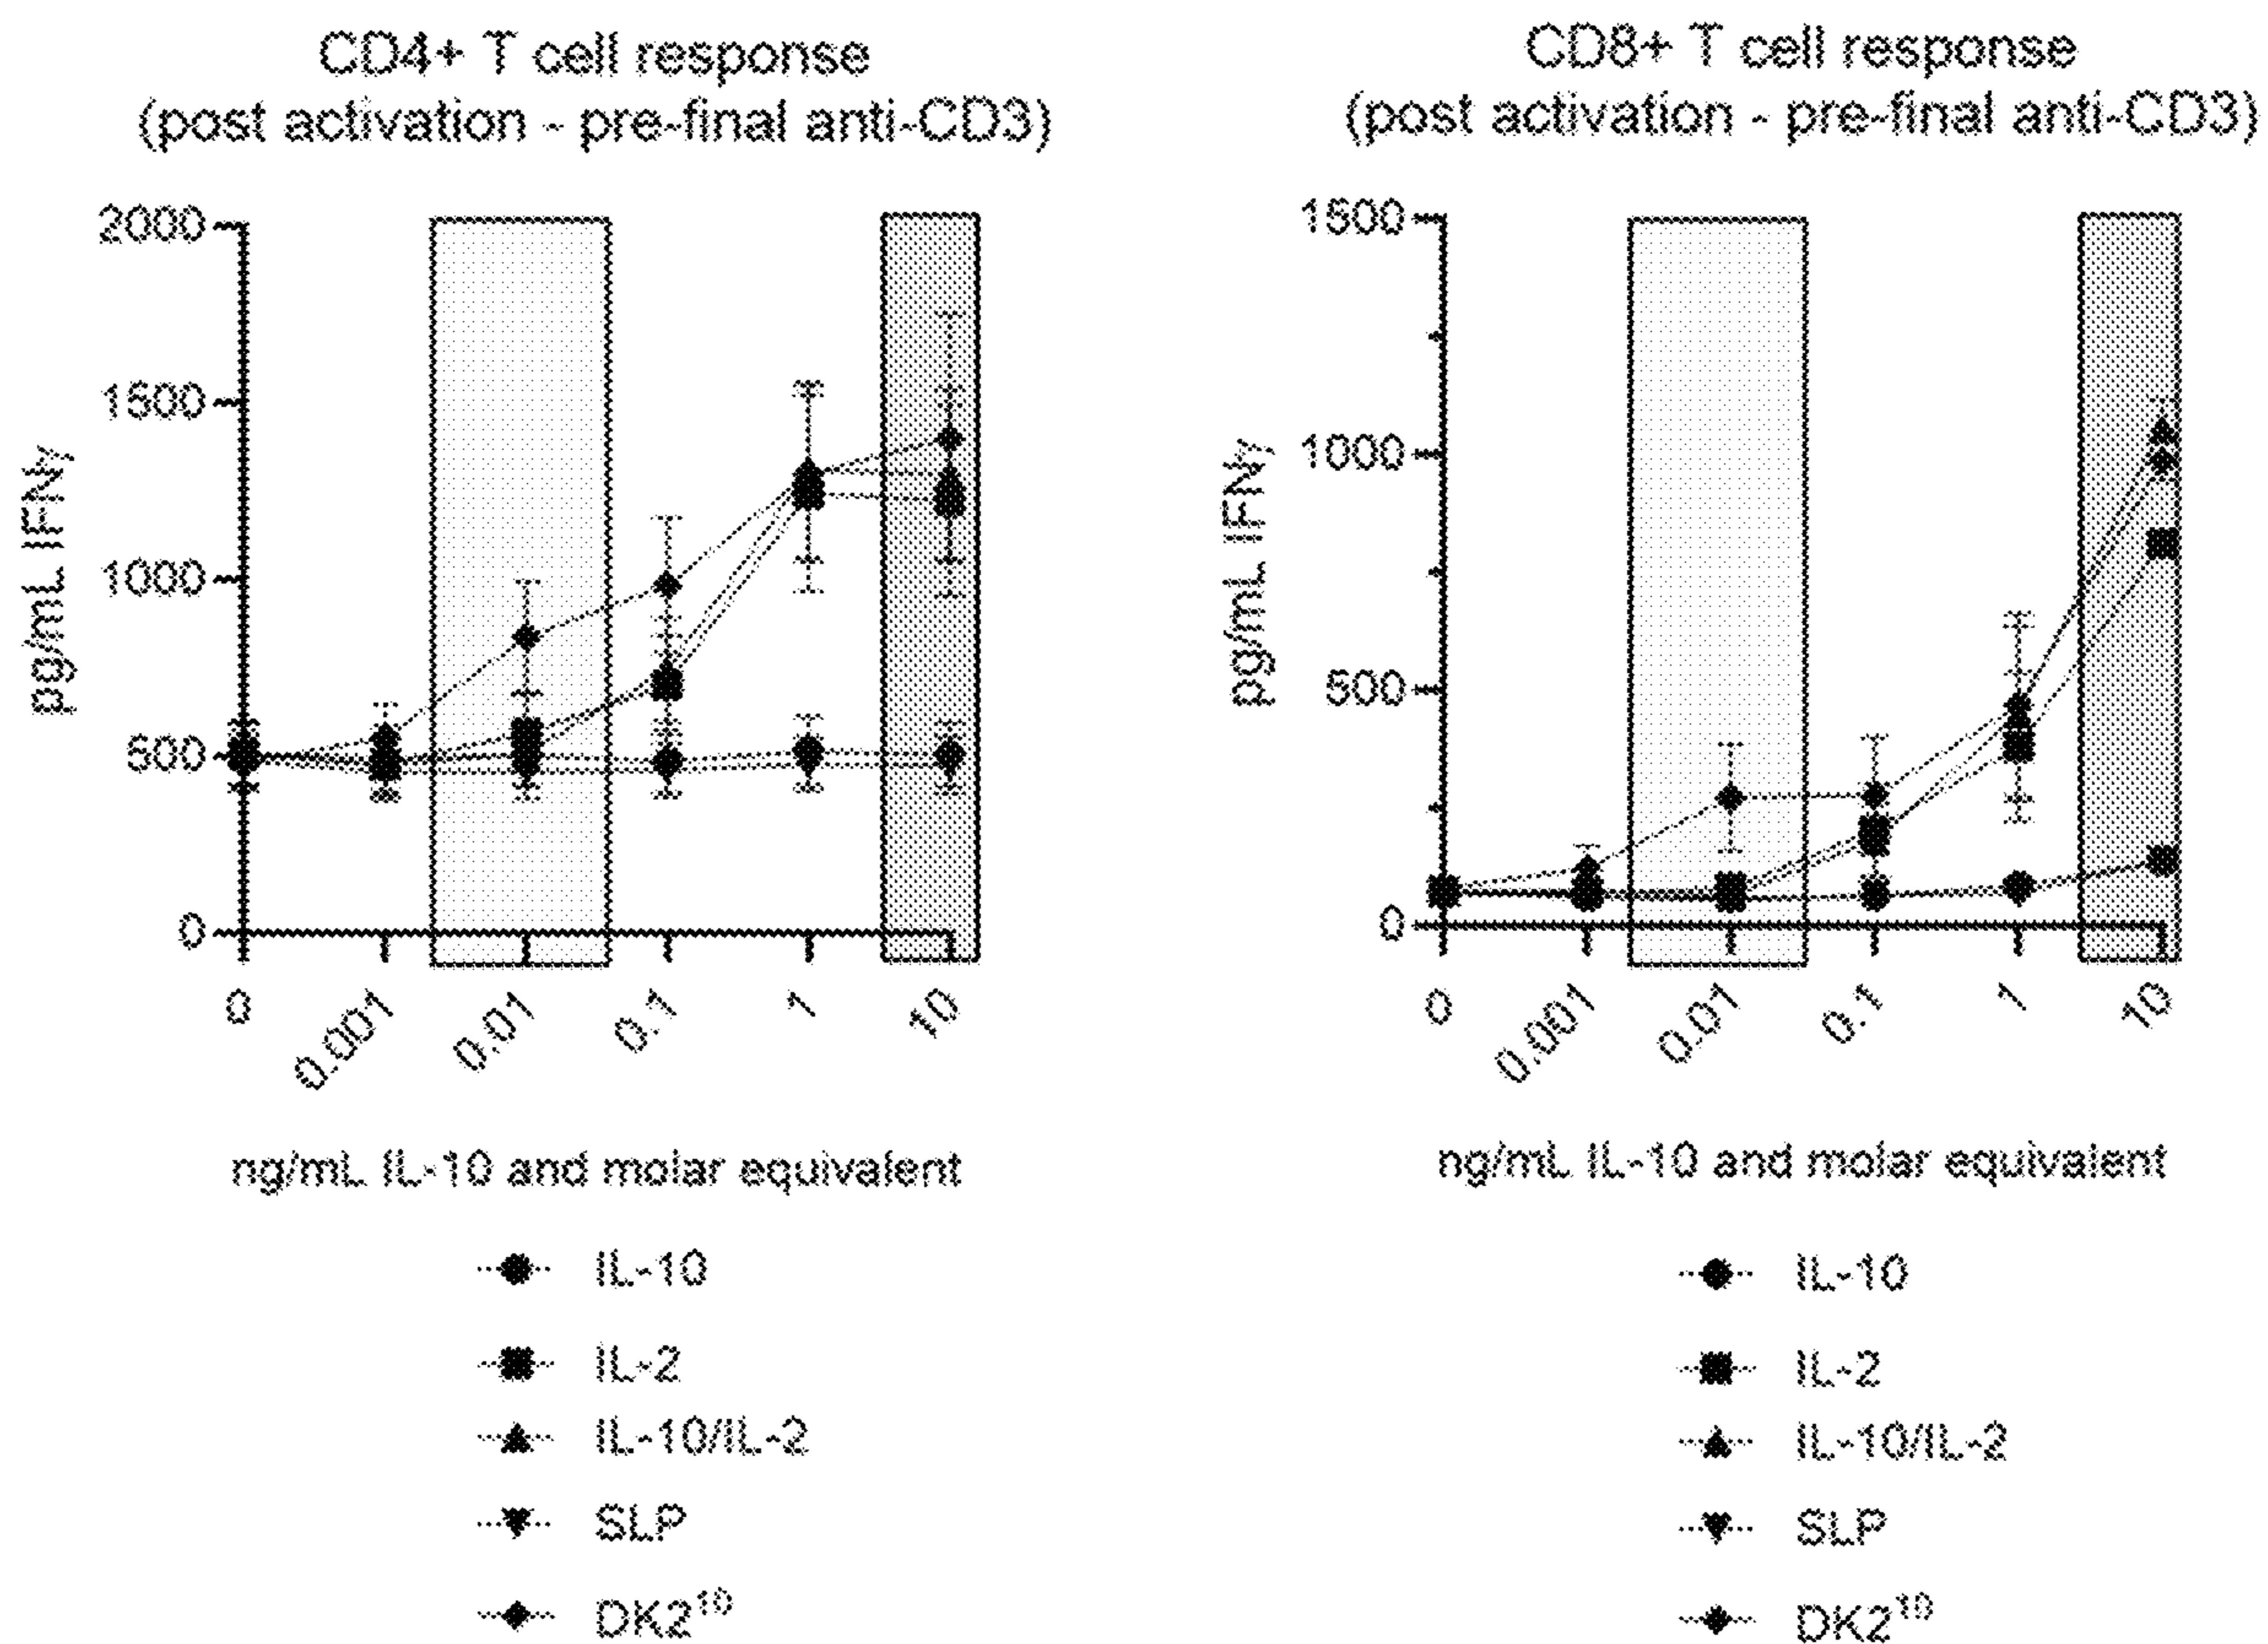 CD4+ T cell response
(post activation - pre-final anti-CD3)
pg/mL IFNγ
2000
1500
1000
500
0
0
0.001
0.01
0.1
1
10
ng/mL IL-10 and molar equivalent
IL-10
IL-2
IL-10/IL-2
SLP
DK2¹⁰
CD8+ T cell response
(post activation - pre-final anti-CD3)
pg/mL IFNγ
1500
1000
500
0
0
0.001
0.01
0.1
1
10
ng/mL IL-10 and molar equivalent
IL-10
IL-2
IL-10/IL-2
SLP
DK2¹⁰